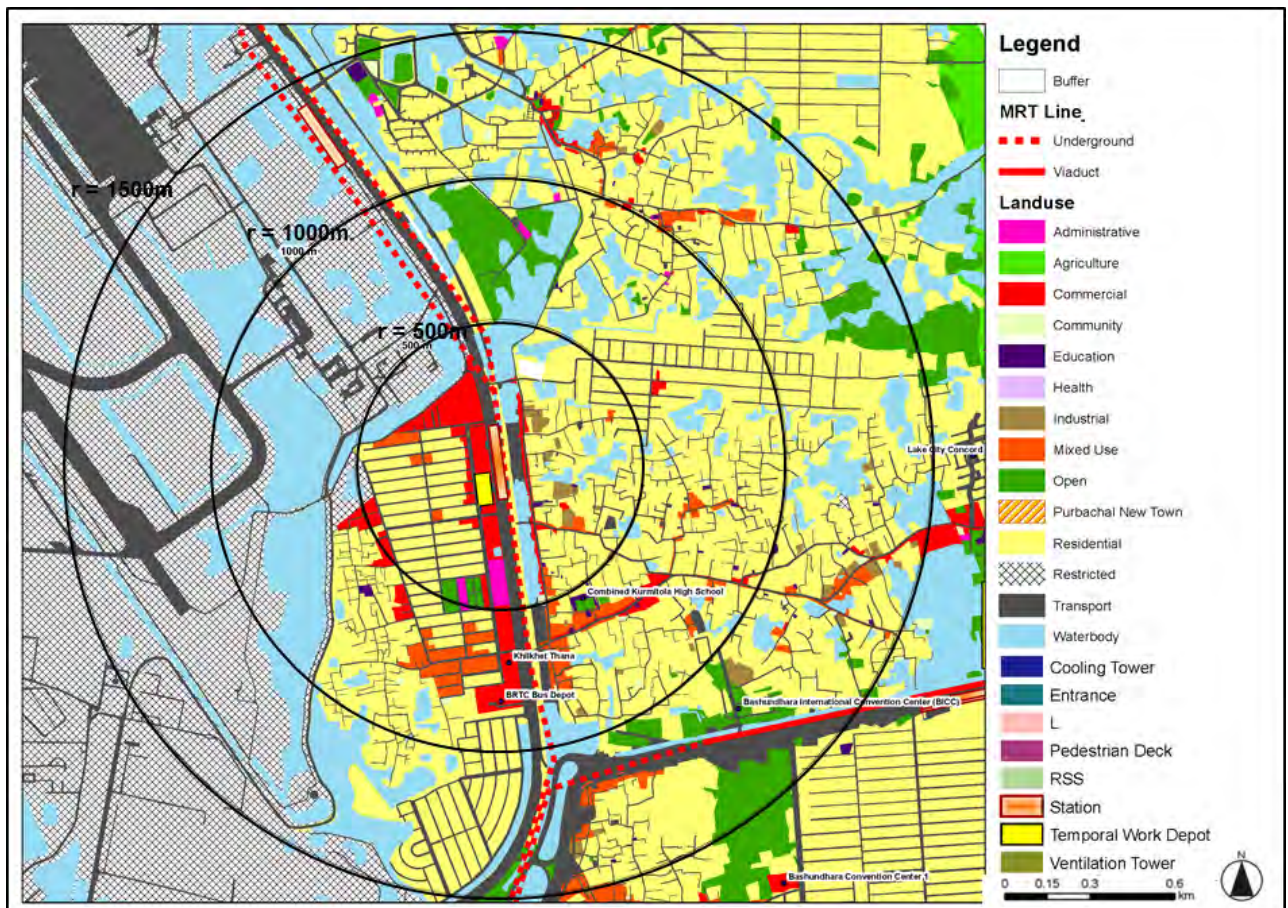 r = 1500m
r = 1000m
1000 m
r = 500m
500 m
Lake City Concord
Combined Kurmitola High School
Khilkhet Thana
BRTC Bus Depot
Bashundhara International Convention Center (BICC)
Bashundhara Convention Center 1
Legend
Buffer
MRT Line
Underground
Viaduct
Landuse
Administrative
Agriculture
Commercial
Community
Education
Health
Industrial
Mixed Use
Open
Purbachal New Town
Residential
Restricted
Transport
Waterbody
Cooling Tower
Entrance
L
Pedestrian Deck
RSS
Station
Temporal Work Depot
Ventilation Tower
N
0 0.15 0.3 0.6
km